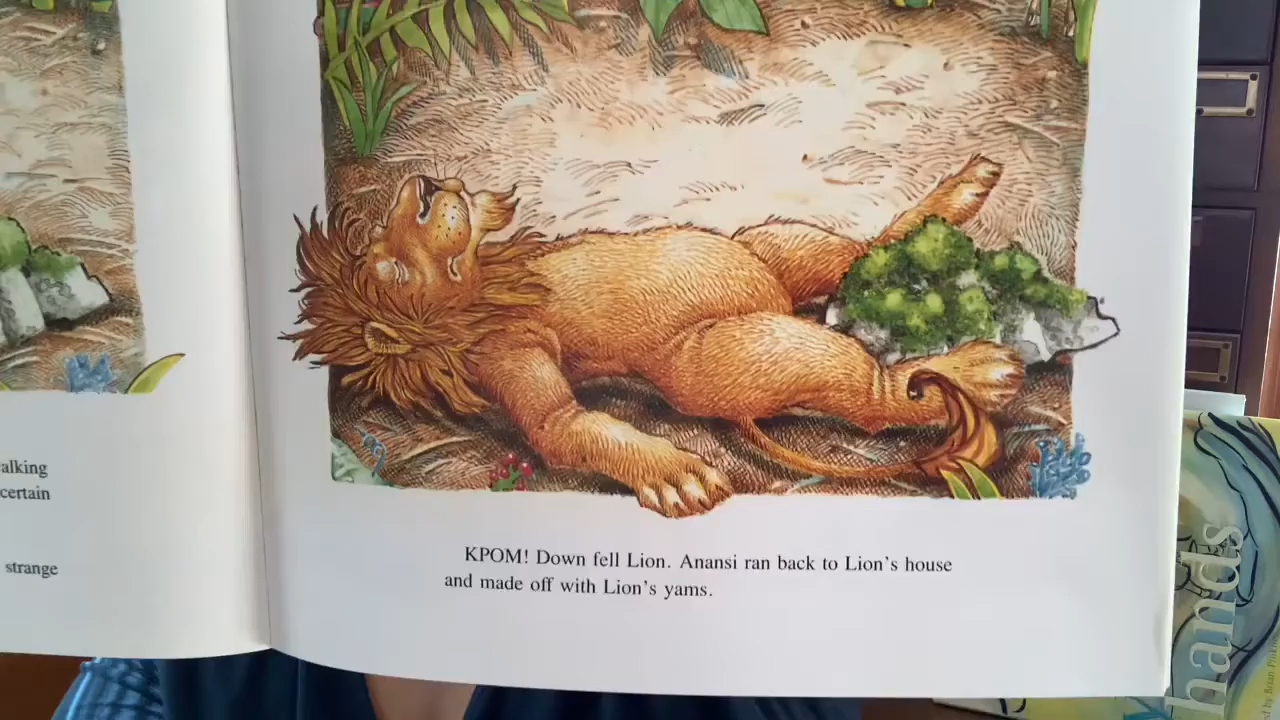 alking
certain
strange
KPOM! Down fell Lion. Anansi ran back to Lion's house
and made off with Lion's yams.
hands